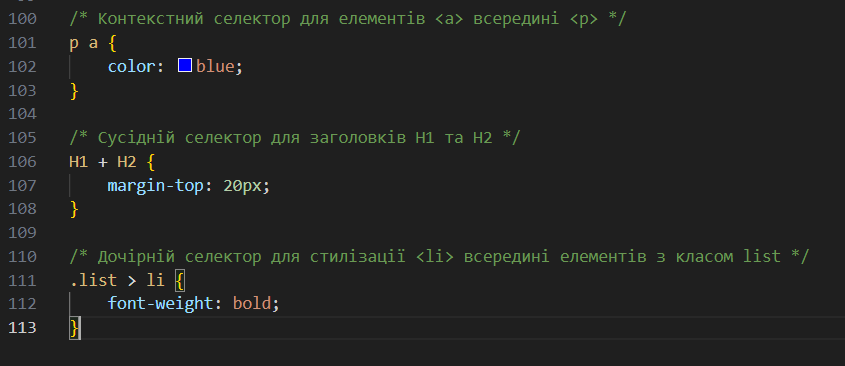 100 /* Контекстний селектор для елементів <a> всередині <p> */
101 p a {
102 color: blue;
103 }
104
105 /* Сусідній селектор для заголовків H1 та H2 */
106 H1 + H2 {
107 margin-top: 20px;
108 }
109
110 /* Дочірній селектор для стилізації <li> всередині елементів з класом list */
111 .list > li {
112 font-weight: bold;
113 }